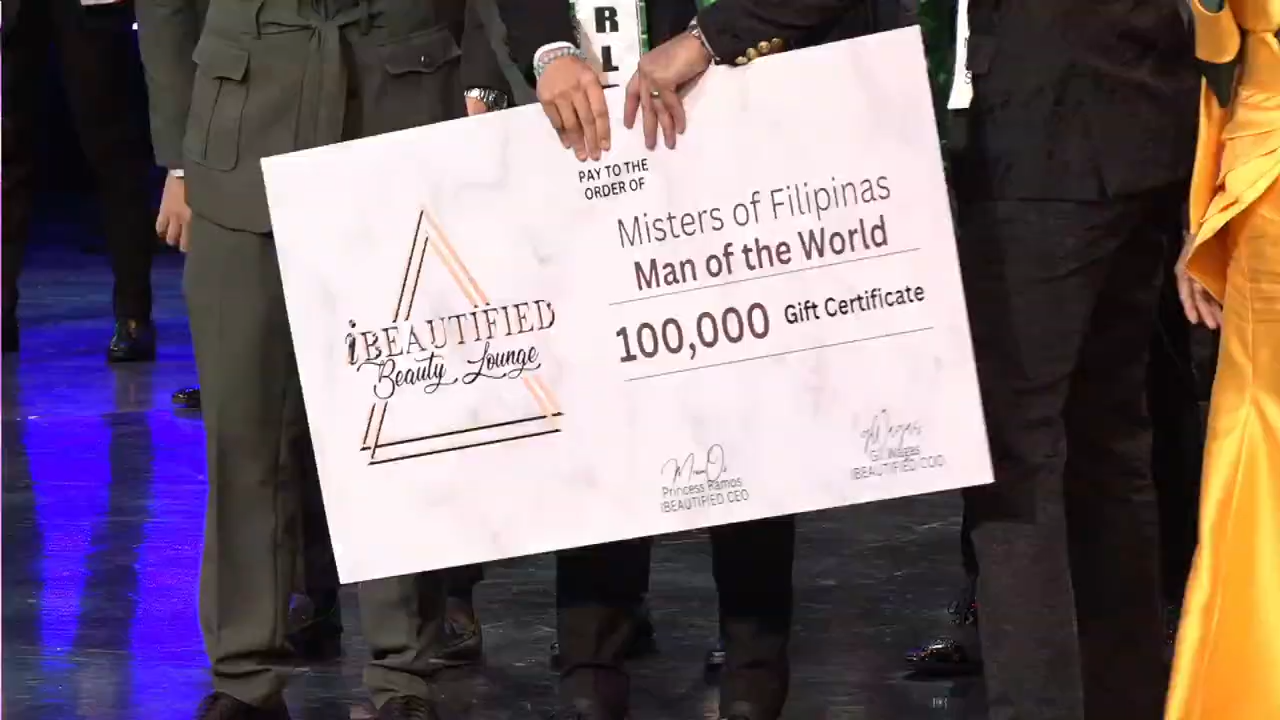 R
L
PAY TO THE
ORDER OF
Misters of Filipinas
Man of the World
100,000 Gift Certificate
iBEAUTIFIED
Beauty Lounge
Princess Ramos
IBEAUTIFIED CEO
IBEAUTIFIED COO